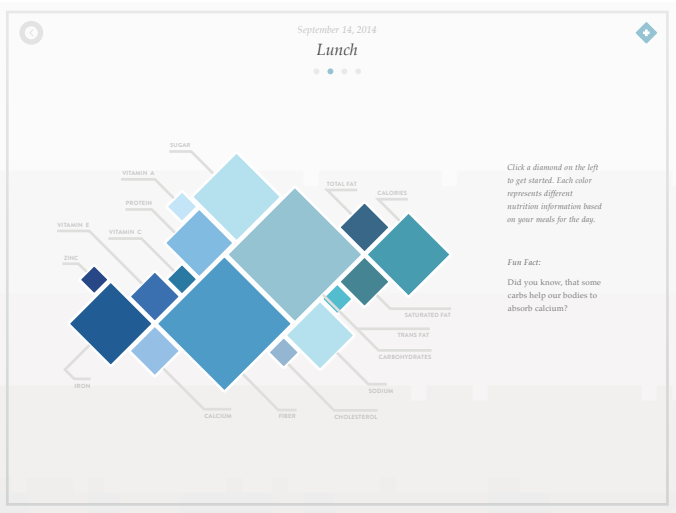 September 14, 2014
Lunch
SUGAR
VITAMIN A
TOTAL FAT
CALORIES
PROTEIN
VITAMIN E
VITAMIN C
ZINC
SATURATED FAT
TRANS FAT
CARBOHYDRATES
IRON
SODIUM
CALCIUM
FIBER
CHOLESTEROL
Click a diamond on the left
to get started. Each color
represents different
nutrition information based
on your meals for the day.
Fun Fact:
Did you know, that some
carbs help our bodies to
absorb calcium?